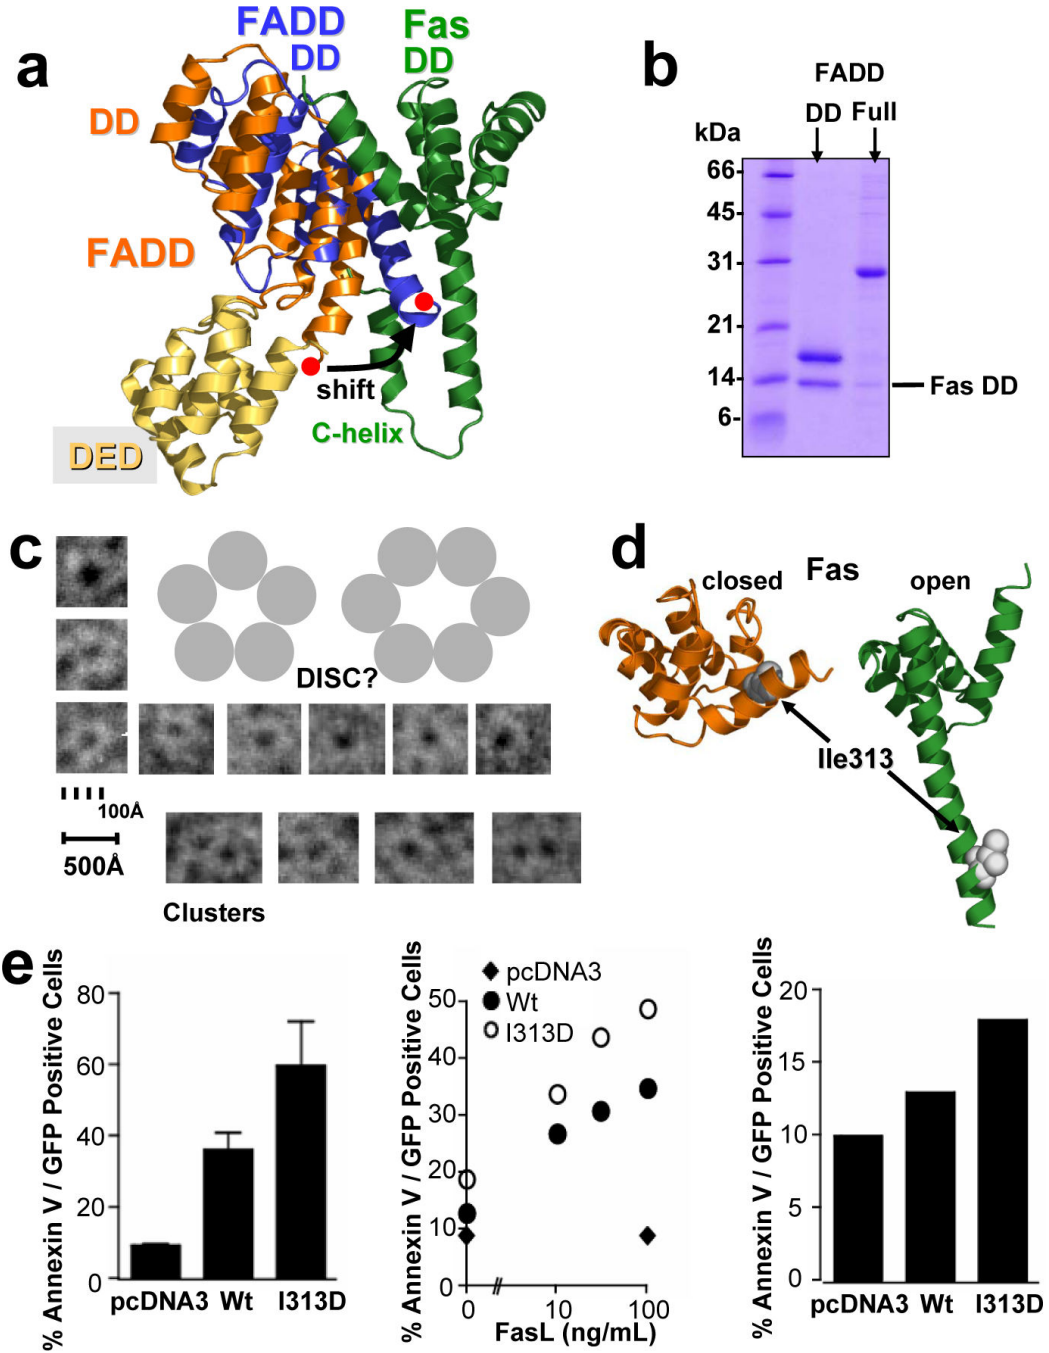 a
FADD
DD
Fas
DD
DD
FADD
shift
C-helix
DED
b
FADD
DD Full
kDa
66-
45-
31-
21-
14-
6-
Fas DD
c
DISC?
100Å
500Å
Clusters
d
Fas
closed
open
Ile313
e
% Annexin V / GFP Positive Cells
80
60
40
20
0
pcDNA3 Wt I313D
% Annexin V / GFP Positive Cells
pcDNA3
Wt
I313D
50
40
30
20
10
0
0 10 100
FasL (ng/mL)
% Annexin V / GFP Positive Cells
20
15
10
5
0
pcDNA3 Wt I313D